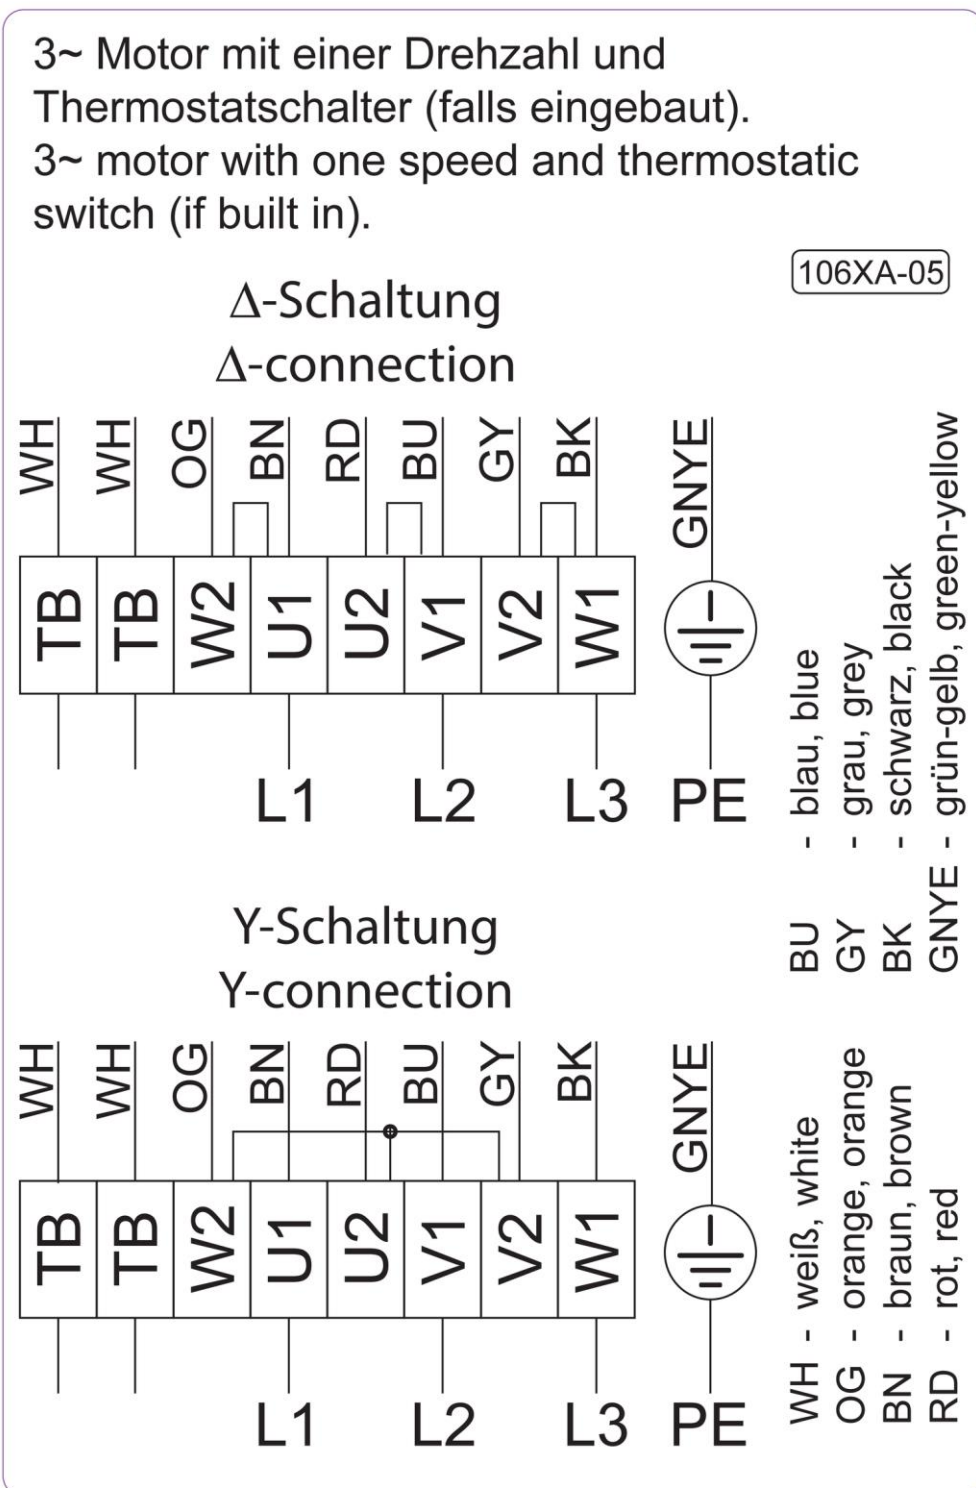 3~ Motor mit einer Drehzahl und
Thermostatschalter (falls eingebaut).
3~ motor with one speed and thermostatic
switch (if built in).
106XA-05
Δ-Schaltung
Δ-connection
WH WH OG BN RD BU GY BK GNYE
TB TB W2 U1 U2 V1 V2 W1
L1 L2 L3 PE
Y-Schaltung
Y-connection
WH WH OG BN RD BU GY BK GNYE
TB TB W2 U1 U2 V1 V2 W1
L1 L2 L3 PE
WH - weiß, white
OG - orange, orange
BN - braun, brown
RD - rot, red
BU - blau, blue
GY - grau, grey
BK - schwarz, black
GNYE - grün-gelb, green-yellow